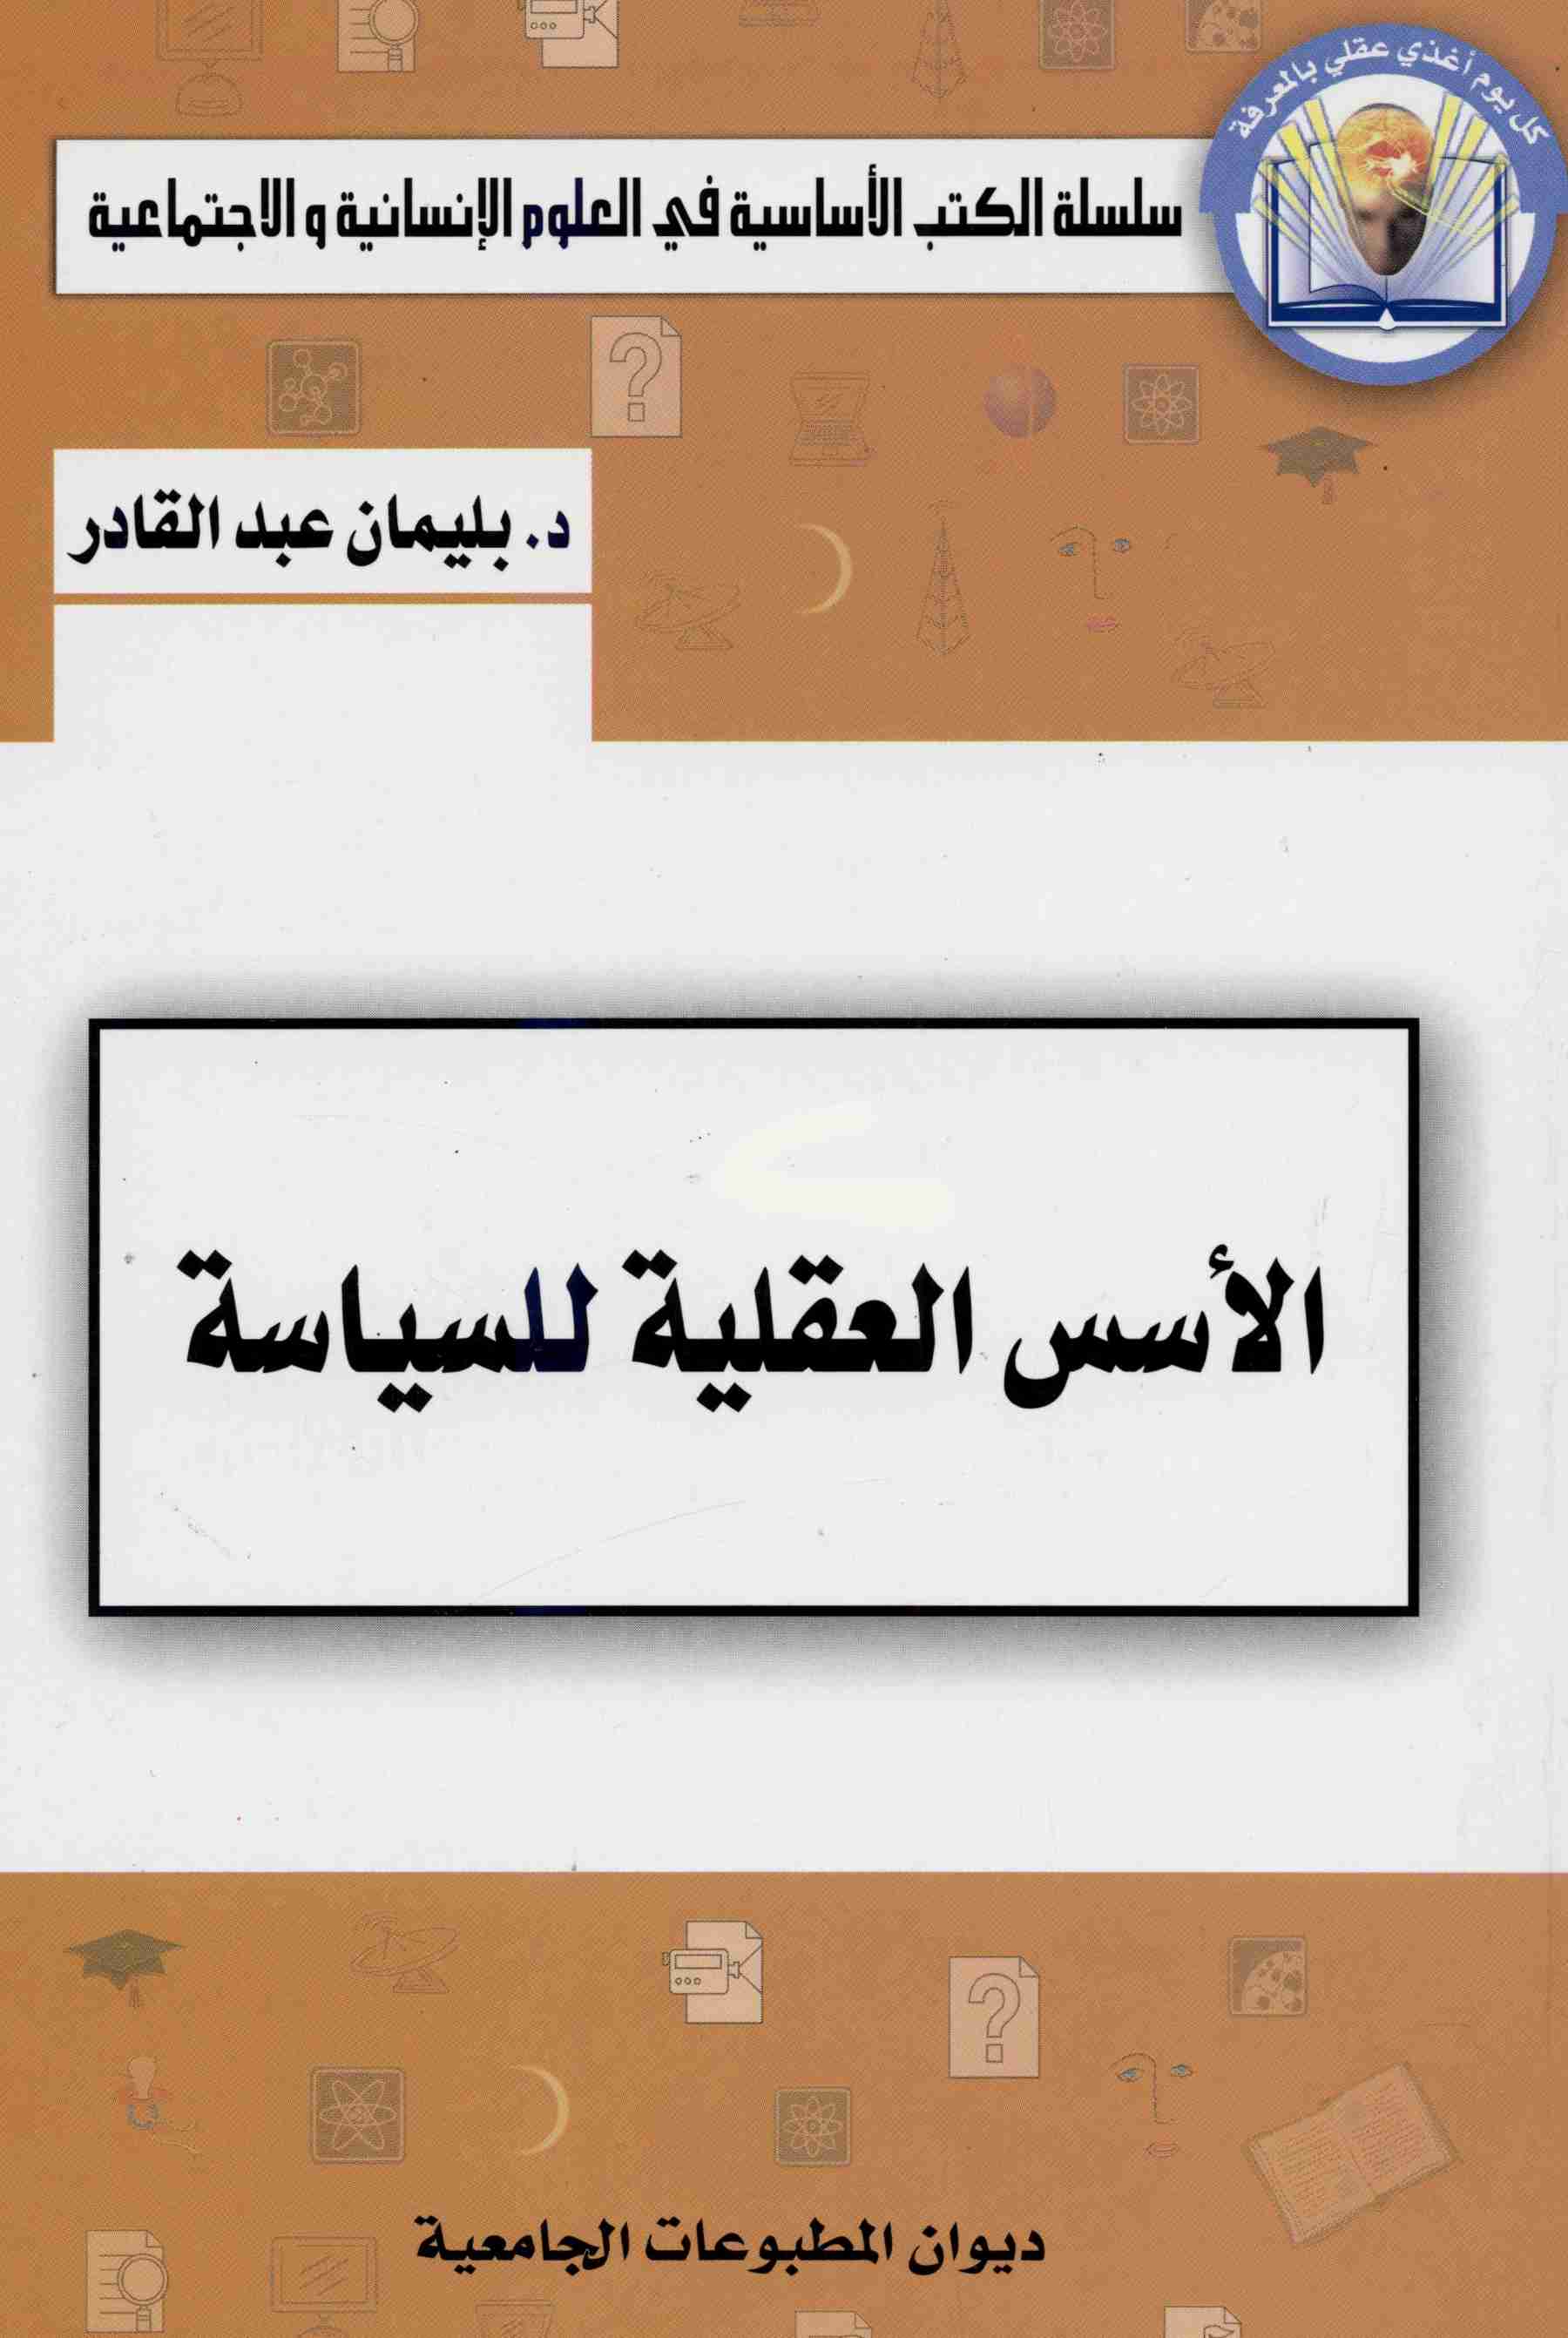 كل يوم أغذي عقلي بالمعرفة
سلسلة الكتب الأساسية في العلوم الإنسانية و الاجتماعية
د. بليمان عبد القادر
الأسس العقلية للسياسة
ديوان المطبوعات الجامعية